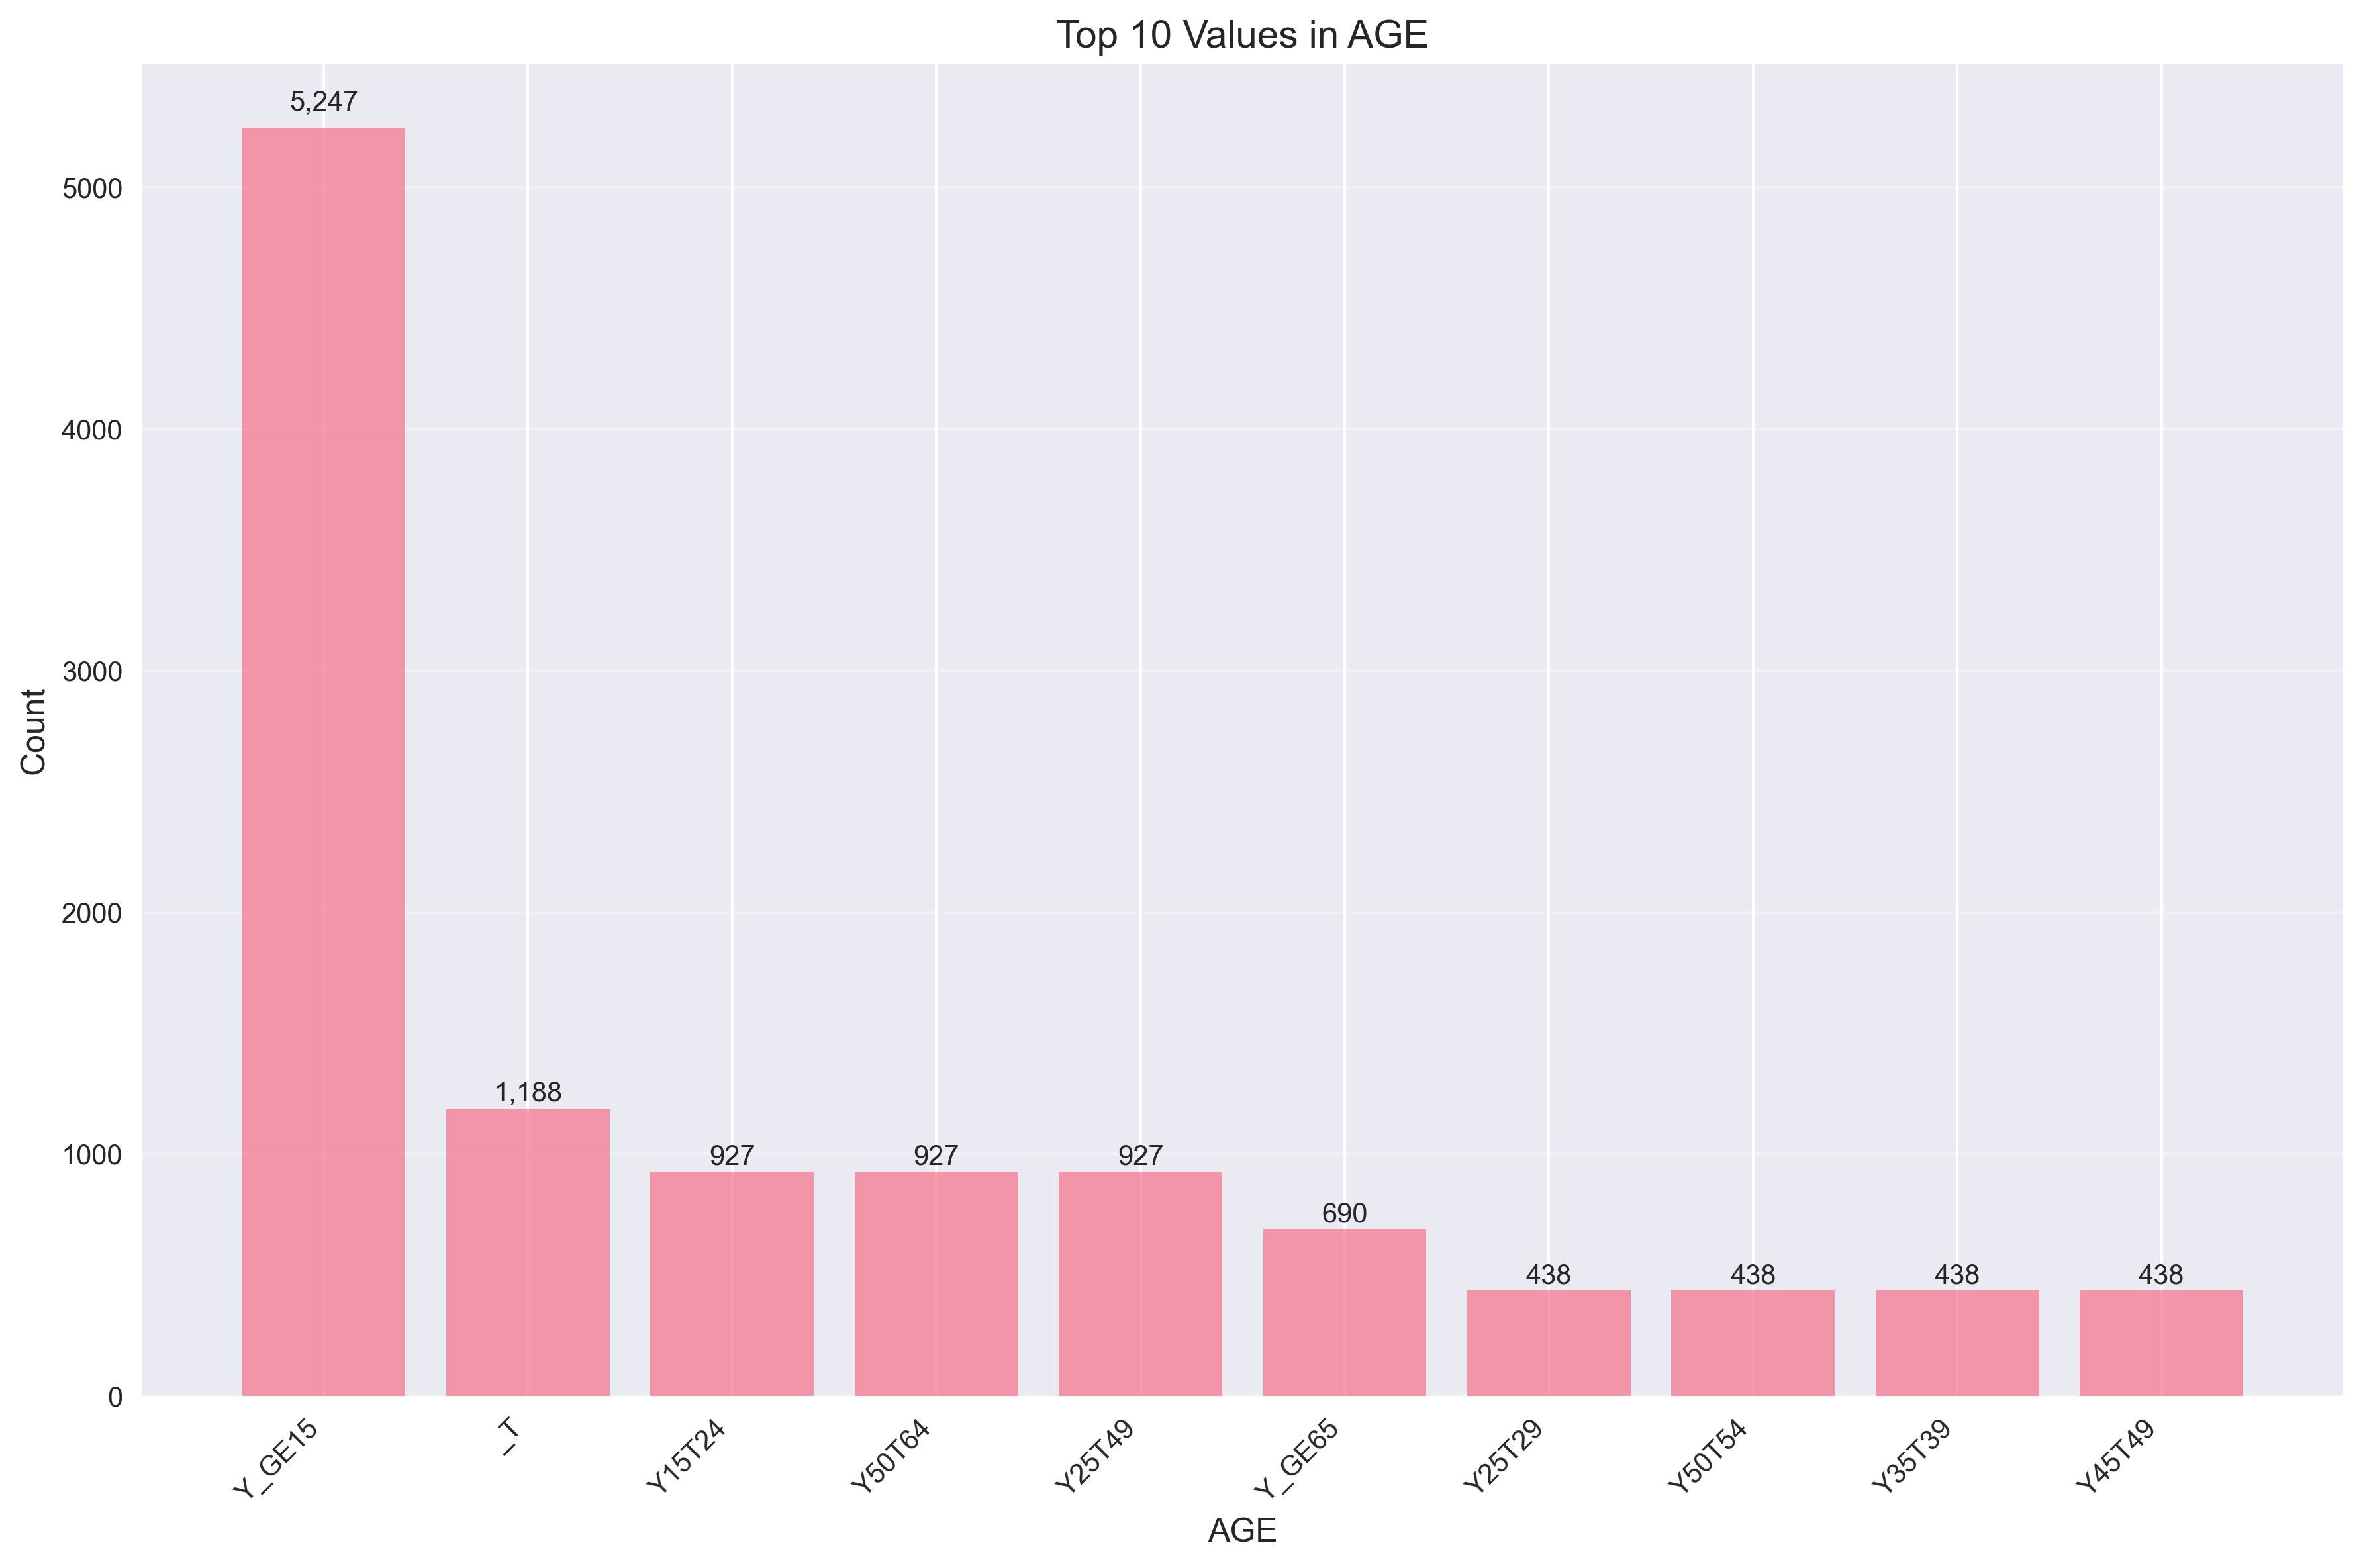 Top 10 Values in AGE
Count
5000
4000
3000
2000
1000
0
5,247
1,188
927
927
927
690
438
438
438
438
Y_GE15
_T
Y15T24
Y50T64
Y25T49
Y_GE65
Y25T29
Y50T54
Y35T39
Y45T49
AGE